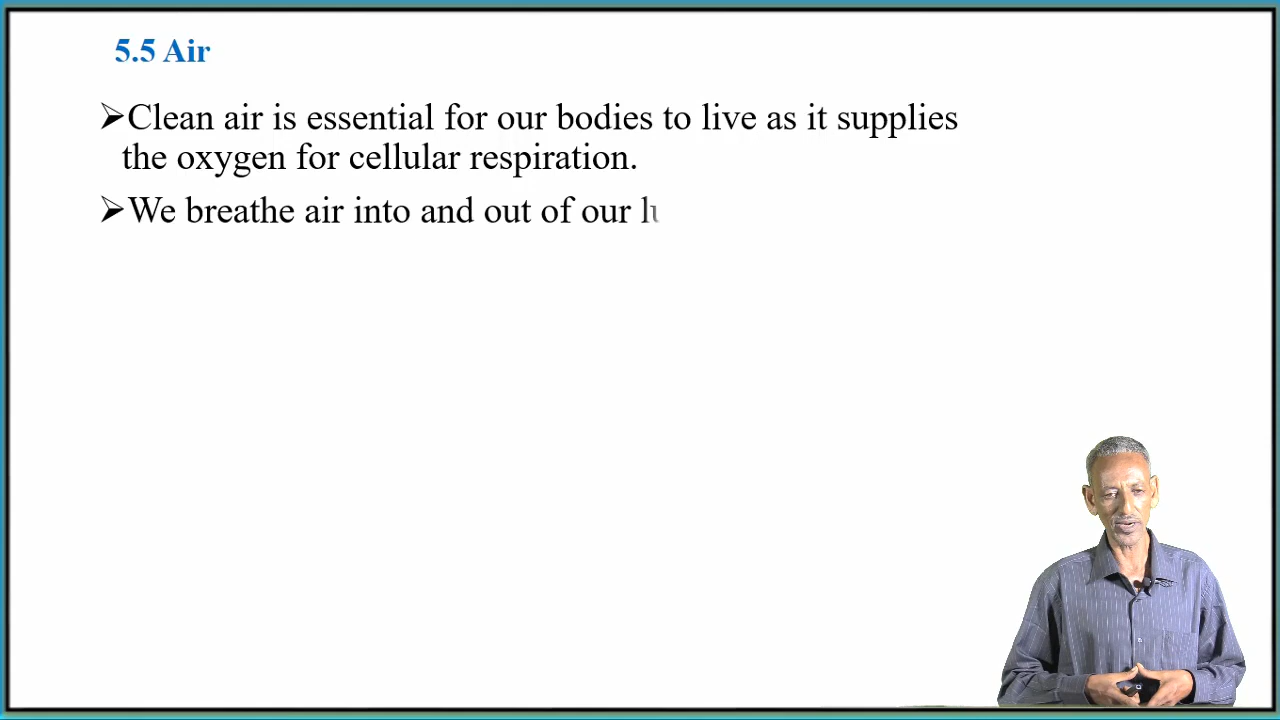 5.5 Air
➢Clean air is essential for our bodies to live as it supplies
the oxygen for cellular respiration.
➢We breathe air into and out of our